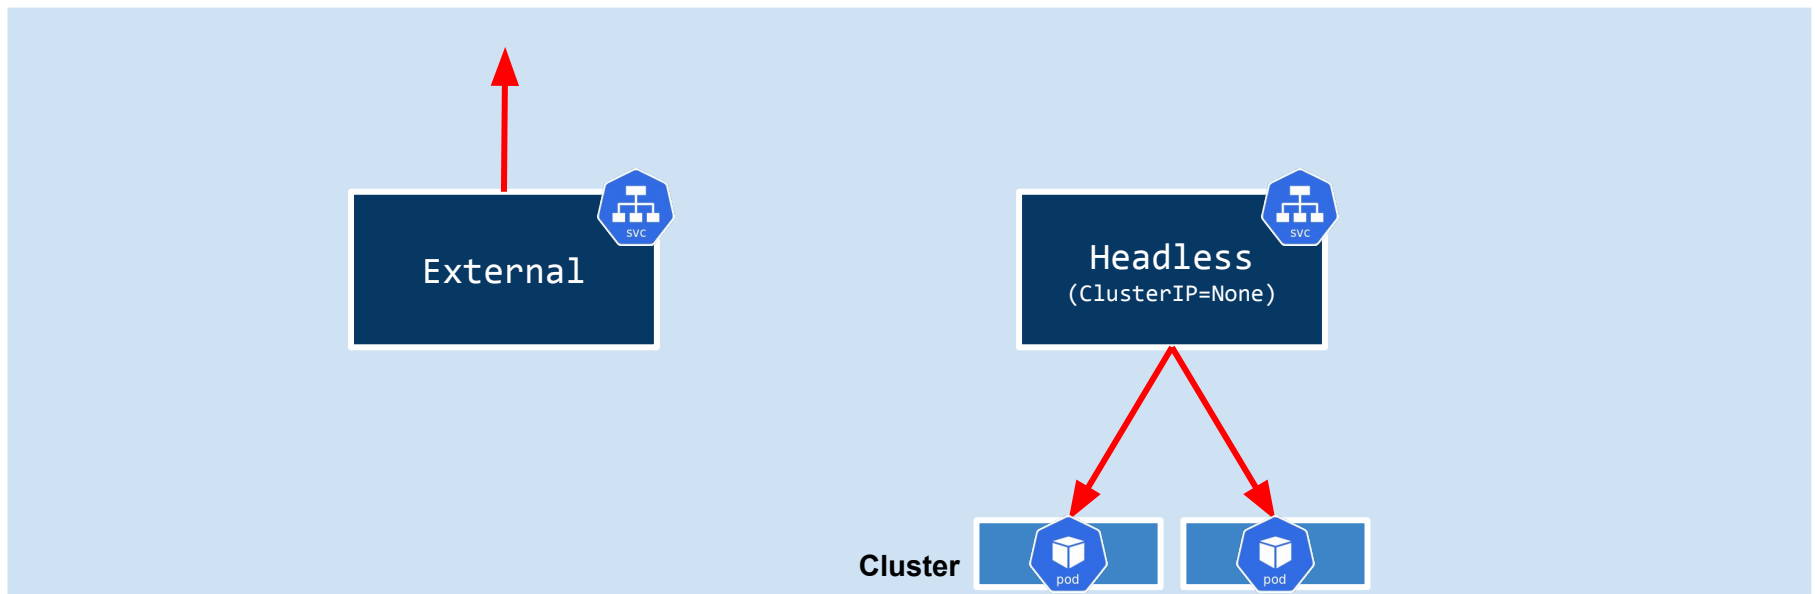 svc
External
svc
Headless
(ClusterIP=None)
Cluster
pod
pod